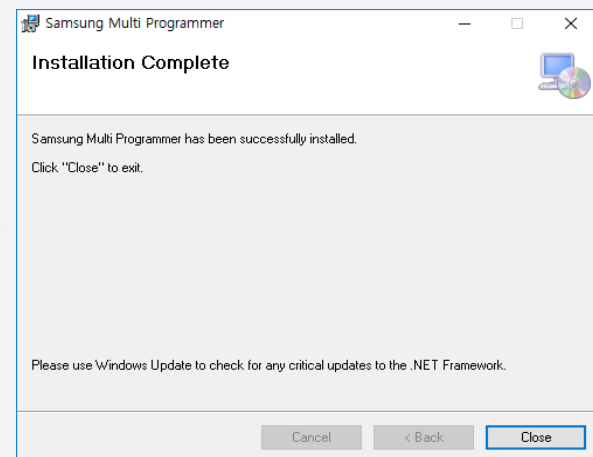 Samsung Multi Programmer
Installation Complete
Samsung Multi Programmer has been successfully installed.
Click "Close" to exit.
Please use Windows Update to check for any critical updates to the .NET Framework.
Cancel
< Back
Close